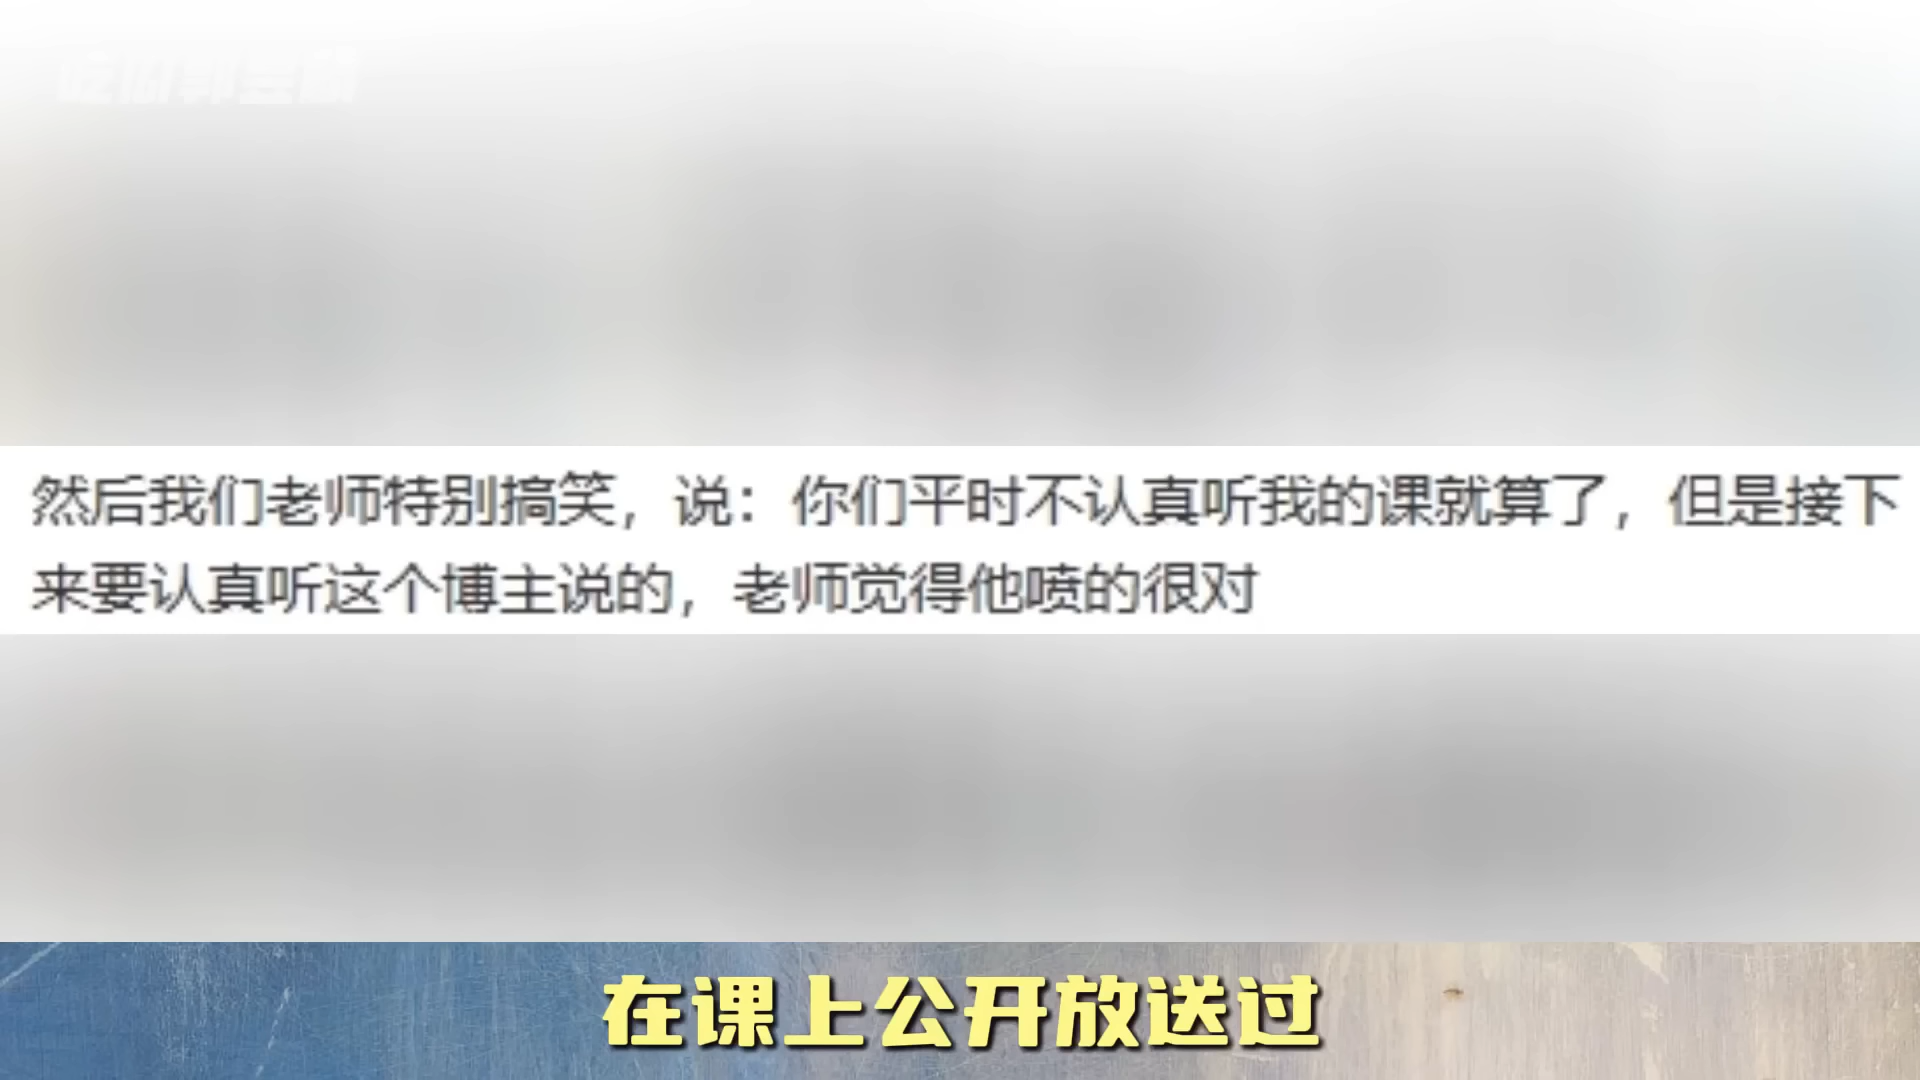 然后我们老师特别搞笑，说：你们平时不认真听我的课就算了，但是接下
来要认真听这个博主说的，老师觉得他喷的很对
在课上公开放送过